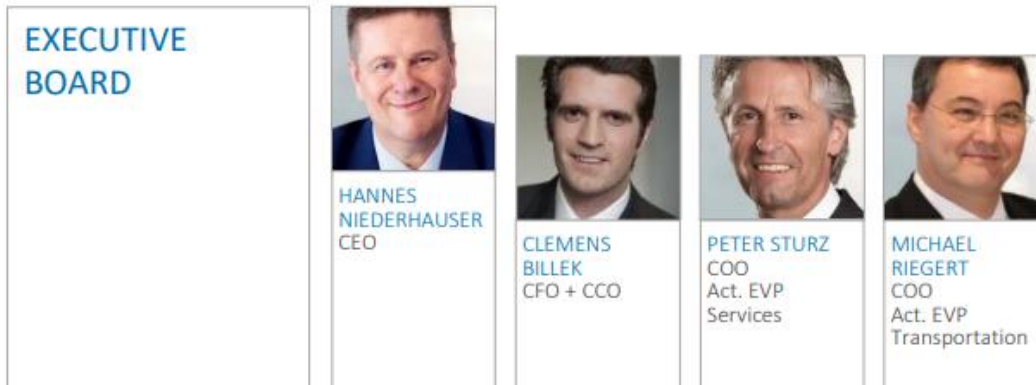 EXECUTIVE
BOARD
HANNES
NIEDERHAUSER
CEO
CLEMENS
BILLEK
CFO + CCO
PETER STURZ
COO
Act. EVP
Services
MICHAEL
RIEGERT
COO
Act. EVP
Transportation